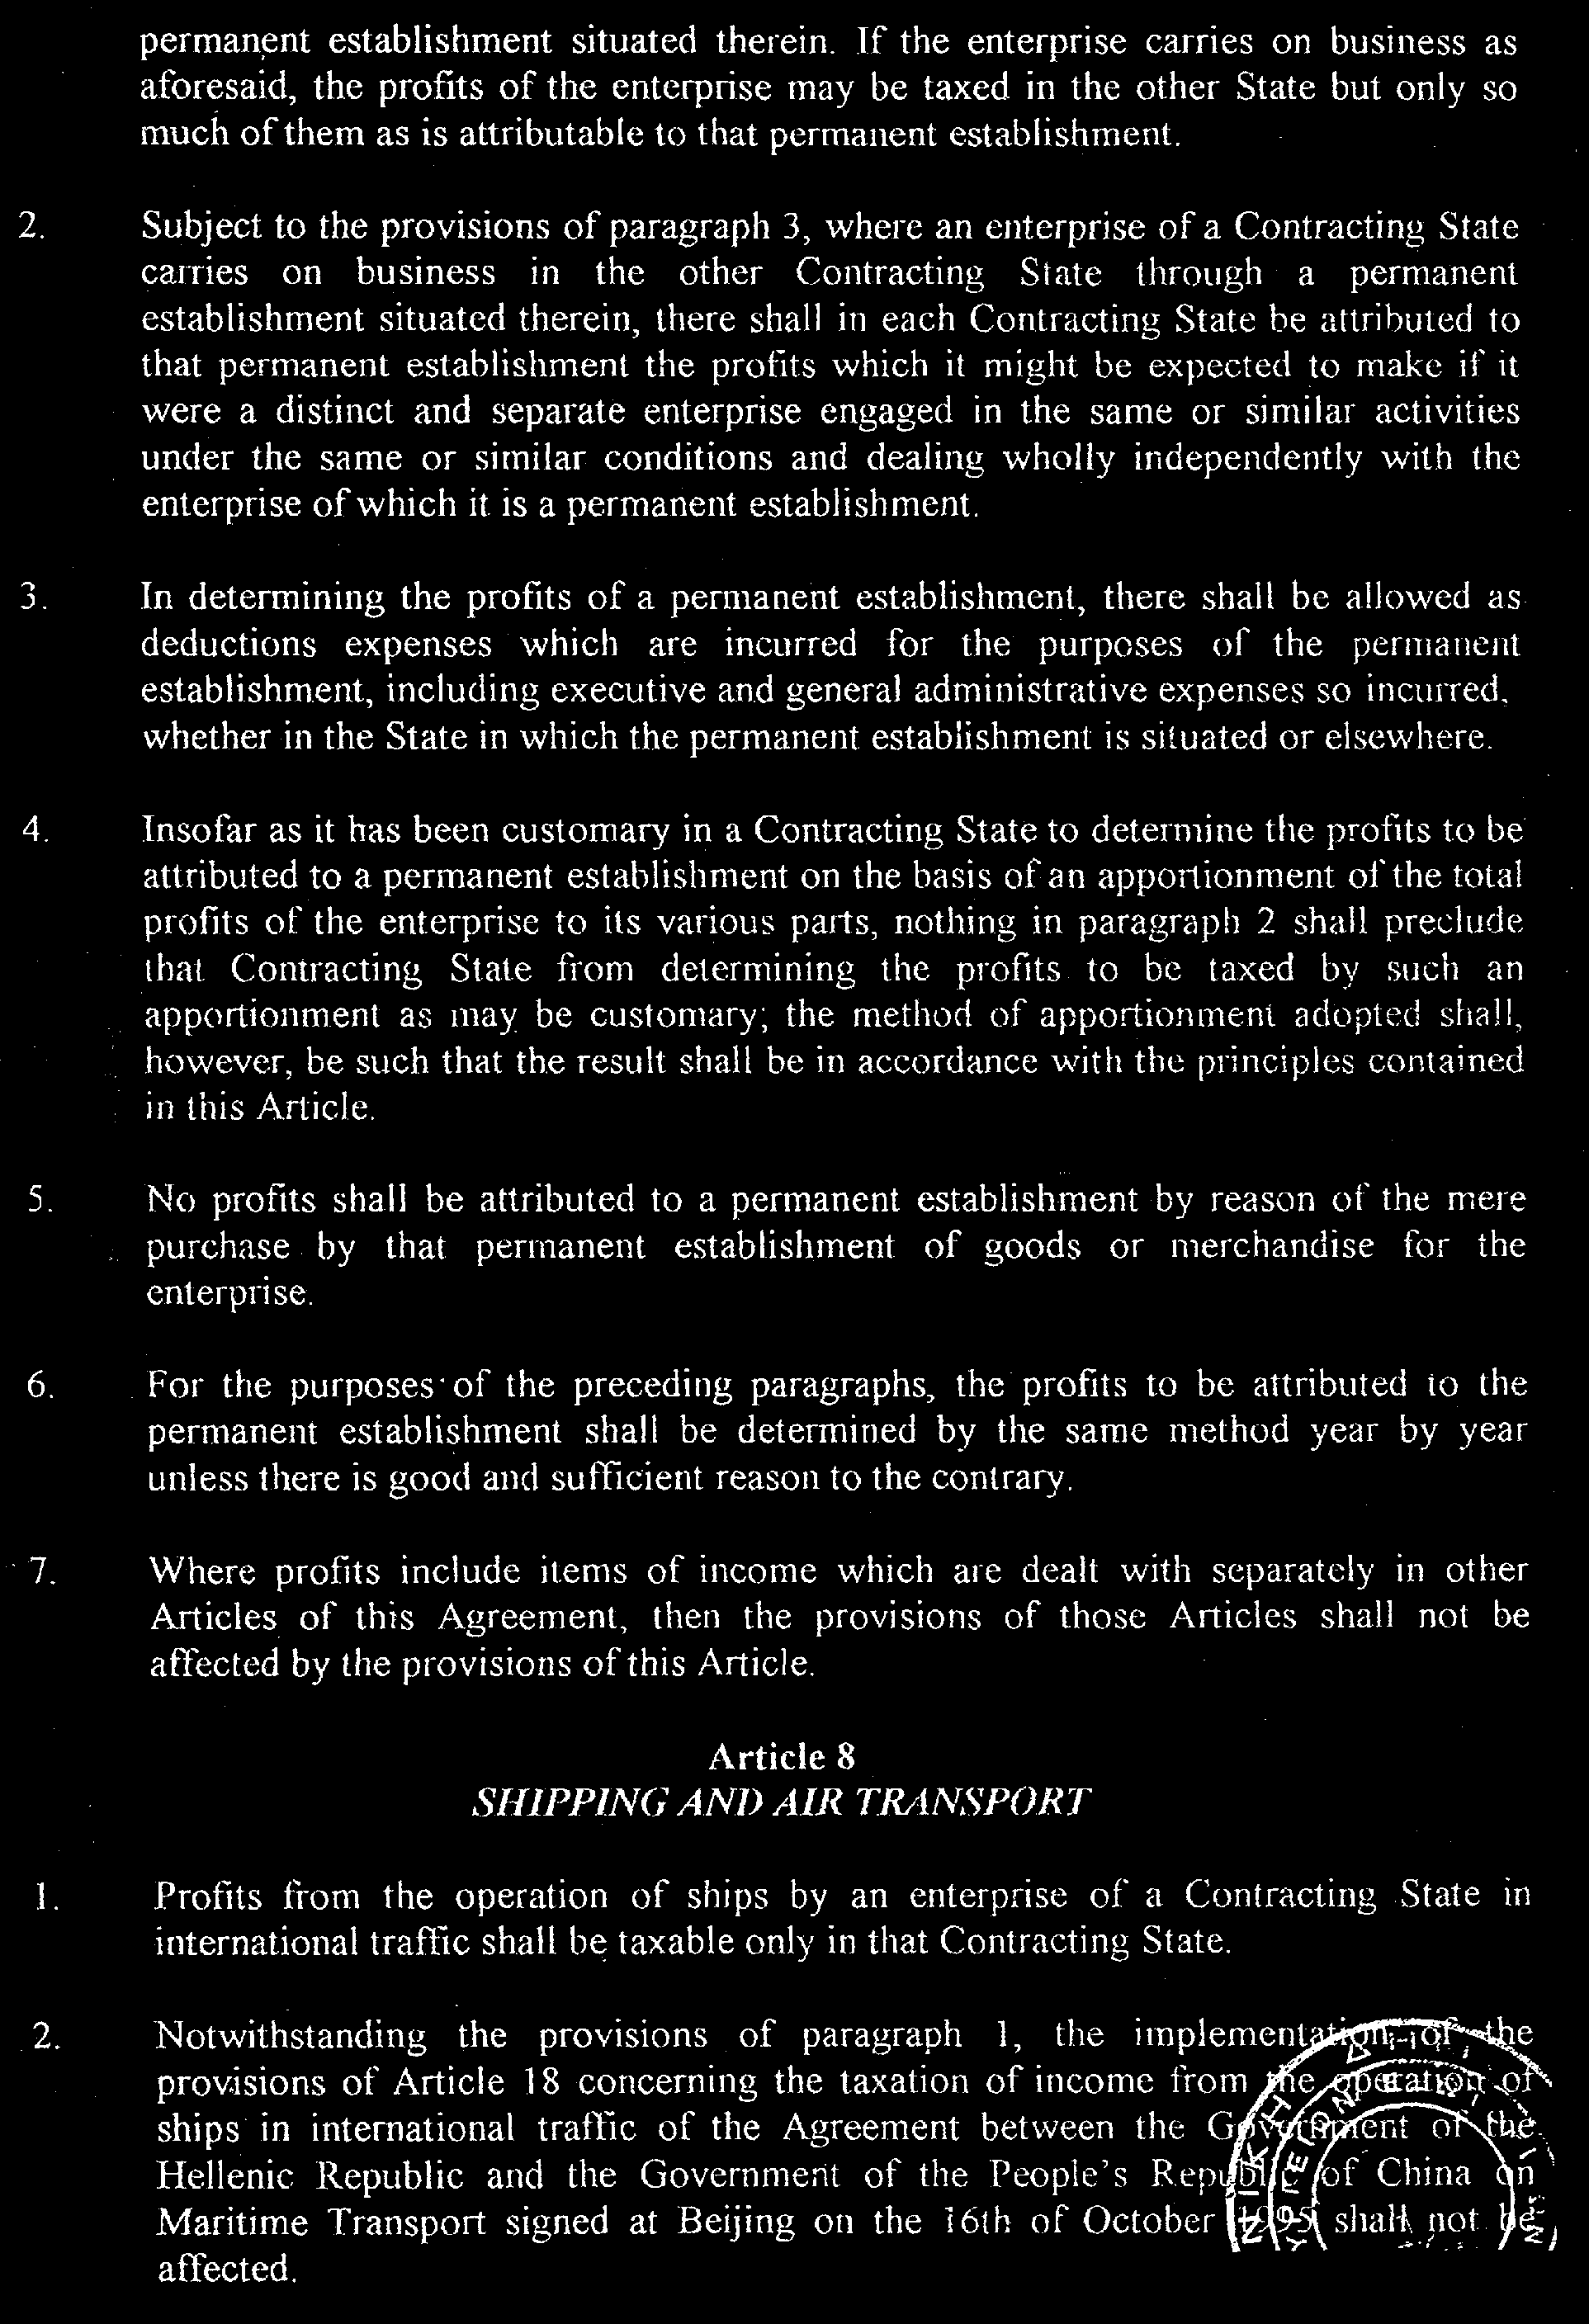 permanent establishment situated therein. If the enterprise carries on business as
aforesaid, the profits of the enterprise may be taxed in the other State but only so
much of them as is attributable to that permanent establishment.
2. Subject to the provisions of paragraph 3, where an enterprise of a Contracting State
carries on business in the other Contracting State through a permanent
establishment situated therein, there shall in each Contracting State be attributed to
that permanent establishment the profits which it might be expected to make if it
were a distinct and separate enterprise engaged in the same or similar activities
under the same or similar conditions and dealing wholly independently with the
enterprise of which it is a permanent establishment.
3. In determining the profits of a permanent establishment, there shall be allowed as
deductions expenses which are incurred for the purposes of the permanent
establishment, including executive and general administrative expenses so incurred,
whether in the State in which the permanent establishment is situated or elsewhere.
4. Insofar as it has been customary in a Contracting State to determine the profits to be
attributed to a permanent establishment on the basis of an apportionment of the total
profits of the enterprise to its various parts, nothing in paragraph 2 shall preclude
that Contracting State from determining the profits to be taxed by such an
apportionment as may be customary; the method of apportionment adopted shall,
however, be such that the result shall be in accordance with the principles contained
in this Article.
5. No profits shall be attributed to a permanent establishment by reason of the mere
purchase by that permanent establishment of goods or merchandise for the
enterprise.
6. For the purposes of the preceding paragraphs, the profits to be attributed to the
permanent establishment shall be determined by the same method year by year
unless there is good and sufficient reason to the contrary.
7. Where profits include items of income which are dealt with separately in other
Articles of this Agreement, then the provisions of those Articles shall not be
affected by the provisions of this Article.
Article 8
SHIPPING AND AIR TRANSPORT
1. Profits from the operation of ships by an enterprise of a Contracting State in
international traffic shall be taxable only in that Contracting State.
2. Notwithstanding the provisions of paragraph 1, the implementation of the
provisions of Article 18 concerning the taxation of income from the operation of
ships in international traffic of the Agreement between the Government of the
Hellenic Republic and the Government of the People's Republic of China on
Maritime Transport signed at Beijing on the 16th of October 1995 shall not be
affected.